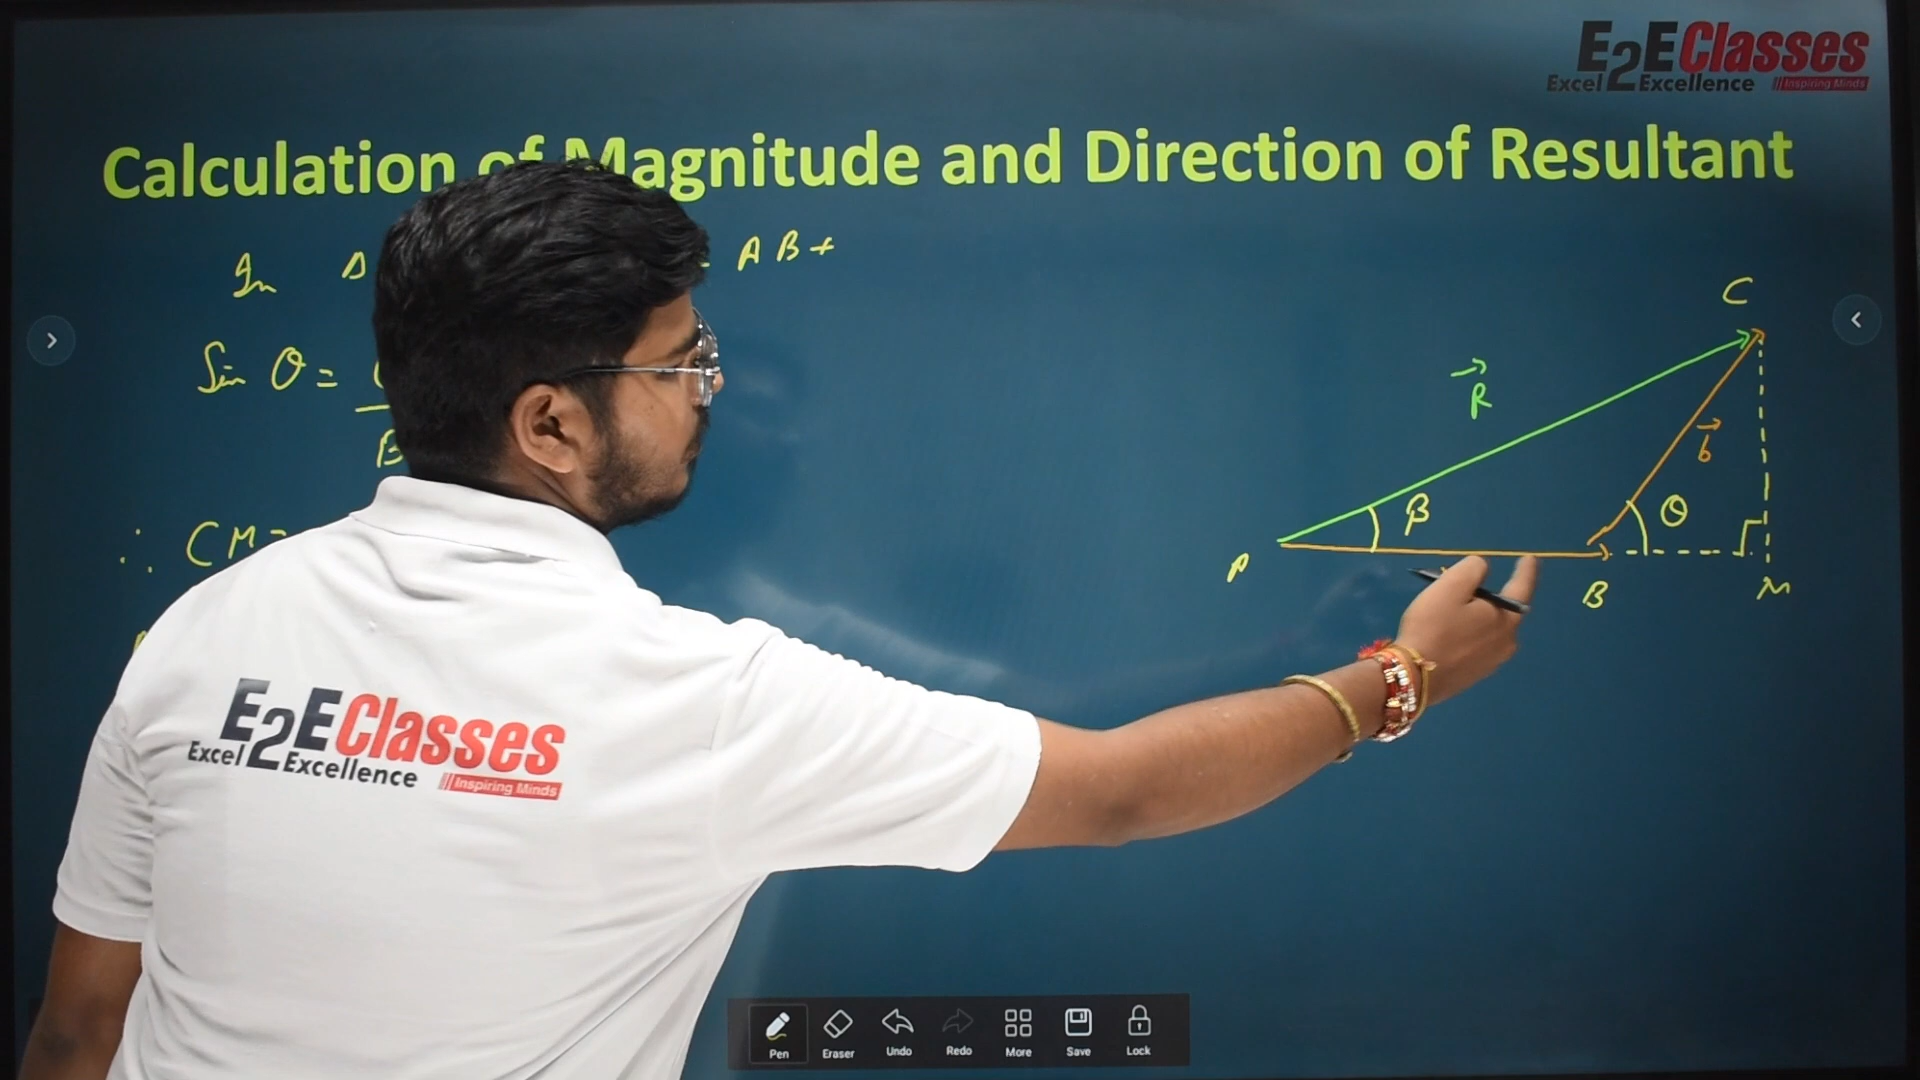 E2E Classes
Excel 2 Excellence Inspiring Minds
Calculation of Magnitude and Direction of Resultant
In Δ
AB+
Sin θ =
B
∴ CM=
C
R
b
β
θ
A
B
M
E2E Classes
Excel 2 Excellence
Inspiring Minds
Pen
Eraser
Undo
Redo
More
Save
Lock